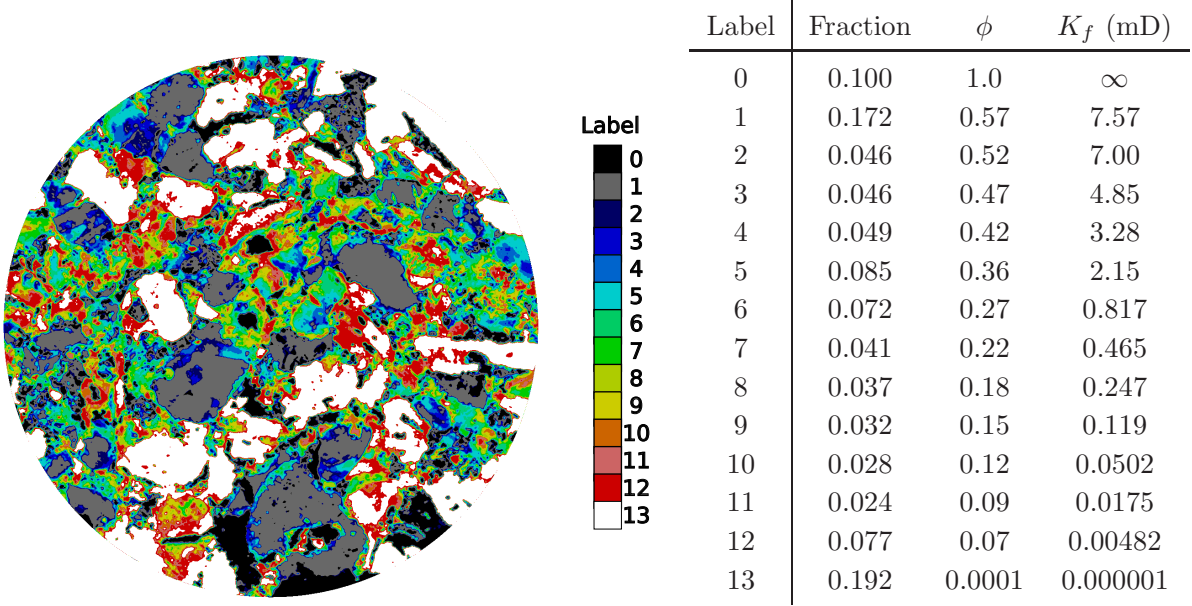 Label
0
1
2
3
4
5
6
7
8
9
10
11
12
13
Label Fraction ϕ K_f (mD)
0 0.100 1.0 ∞
1 0.172 0.57 7.57
2 0.046 0.52 7.00
3 0.046 0.47 4.85
4 0.049 0.42 3.28
5 0.085 0.36 2.15
6 0.072 0.27 0.817
7 0.041 0.22 0.465
8 0.037 0.18 0.247
9 0.032 0.15 0.119
10 0.028 0.12 0.0502
11 0.024 0.09 0.0175
12 0.077 0.07 0.00482
13 0.192 0.0001 0.000001